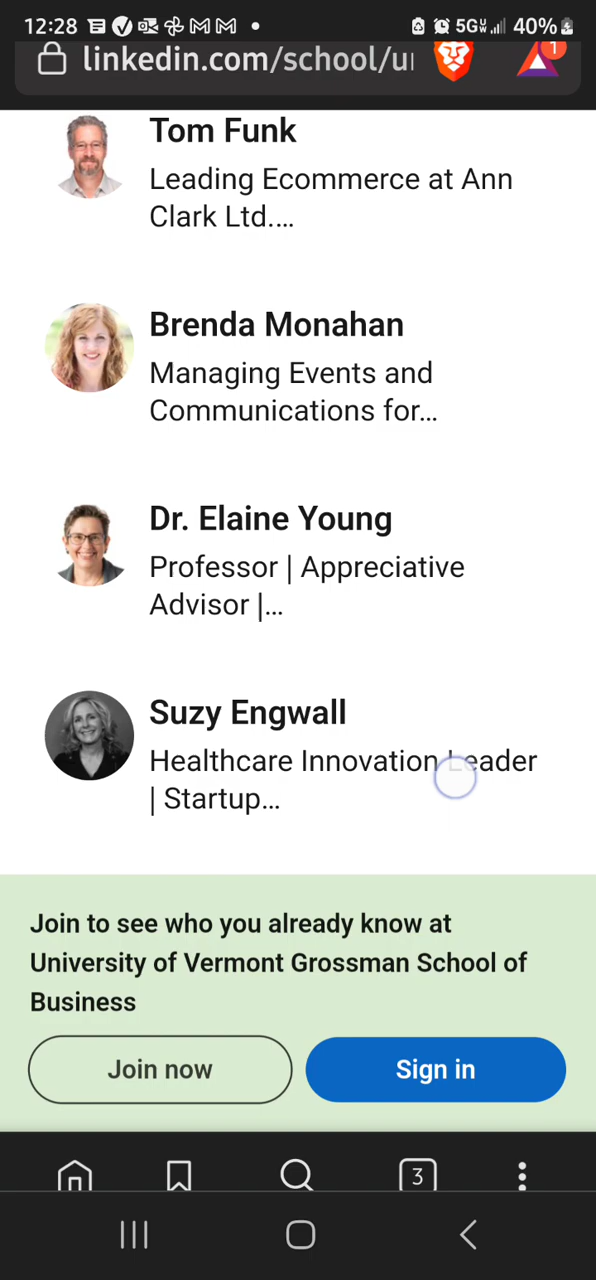 12:28
5G
40%
linkedin.com/school/u
1
Tom Funk
Leading Ecommerce at Ann
Clark Ltd.…
Brenda Monahan
Managing Events and
Communications for…
Dr. Elaine Young
Professor | Appreciative
Advisor |…
Suzy Engwall
Healthcare Innovation Leader
| Startup…
Join to see who you already know at
University of Vermont Grossman School of
Business
Join now
Sign in
3